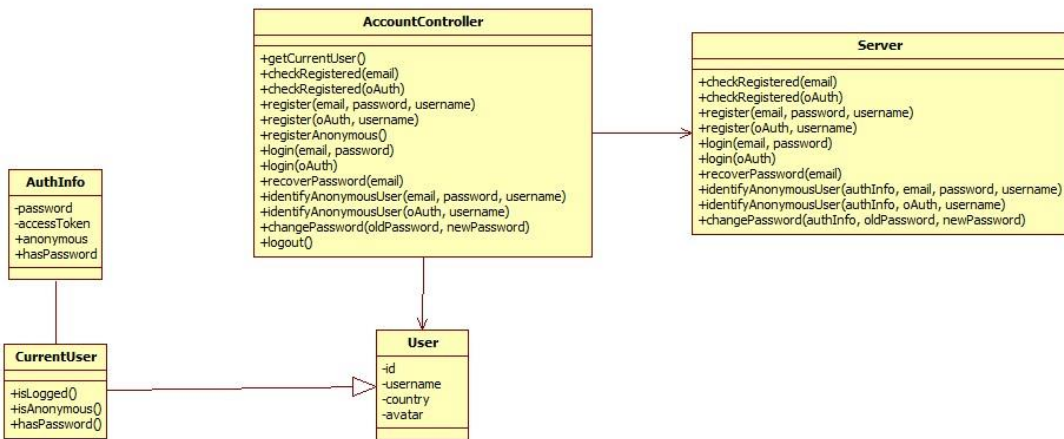 AccountController
+getCurrentUser()
+checkRegistered(email)
+checkRegistered(oAuth)
+register(email, password, username)
+register(oAuth, username)
+registerAnonymous()
+login(email, password)
+login(oAuth)
+recoverPassword(email)
+identifyAnonymousUser(email, password, username)
+identifyAnonymousUser(oAuth, username)
+changePassword(oldPassword, newPassword)
+logout()
Server
+checkRegistered(email)
+checkRegistered(oAuth)
+register(email, password, username)
+register(oAuth, username)
+login(email, password)
+login(oAuth)
+recoverPassword(email)
+identifyAnonymousUser(authInfo, email, password, username)
+identifyAnonymousUser(authInfo, oAuth, username)
+changePassword(authInfo, oldPassword, newPassword)
AuthInfo
-password
-accessToken
+anonymous
+hasPassword
CurrentUser
+isLogged()
+isAnonymous()
+hasPassword()
User
-id
-username
-country
-avatar